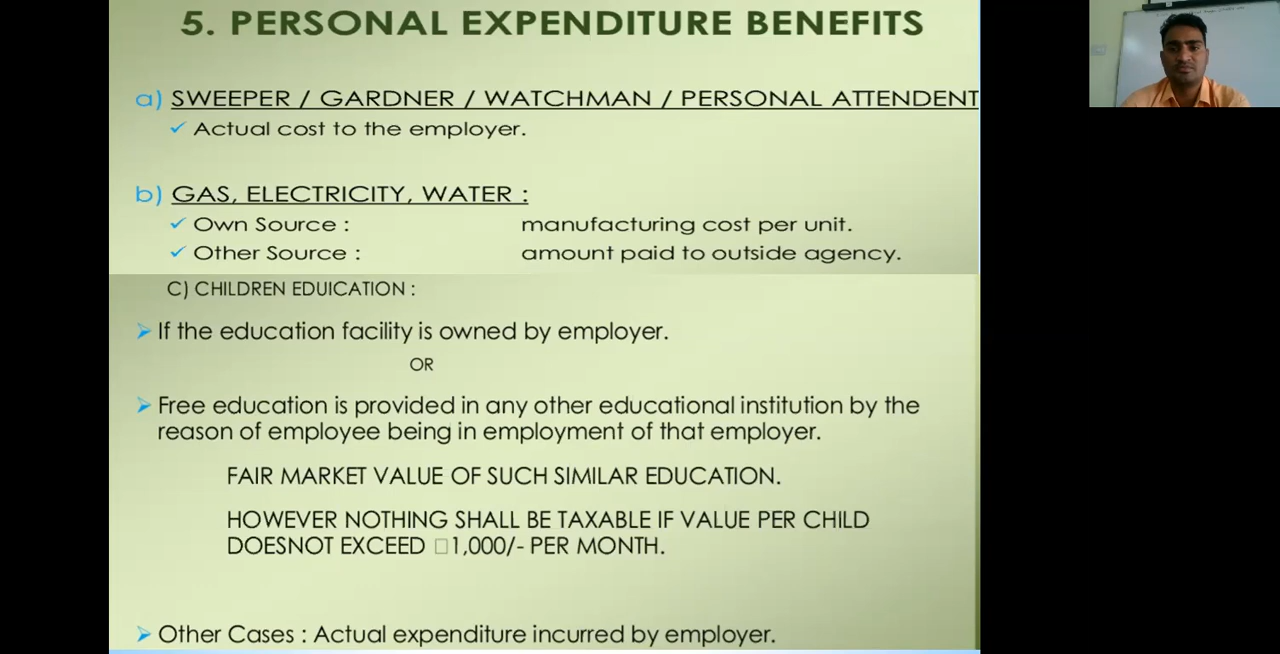 5. PERSONAL EXPENDITURE BENEFITS
a) SWEEPER / GARDNER / WATCHMAN / PERSONAL ATTENDENT
✓ Actual cost to the employer.
b) GAS, ELECTRICITY, WATER :
✓ Own Source : manufacturing cost per unit.
✓ Other Source : amount paid to outside agency.
C) CHILDREN EDUICATION :
➢ If the education facility is owned by employer.
OR
➢ Free education is provided in any other educational institution by the
reason of employee being in employment of that employer.
FAIR MARKET VALUE OF SUCH SIMILAR EDUCATION.
HOWEVER NOTHING SHALL BE TAXABLE IF VALUE PER CHILD
DOESNOT EXCEED □1,000/- PER MONTH.
➢ Other Cases : Actual expenditure incurred by employer.